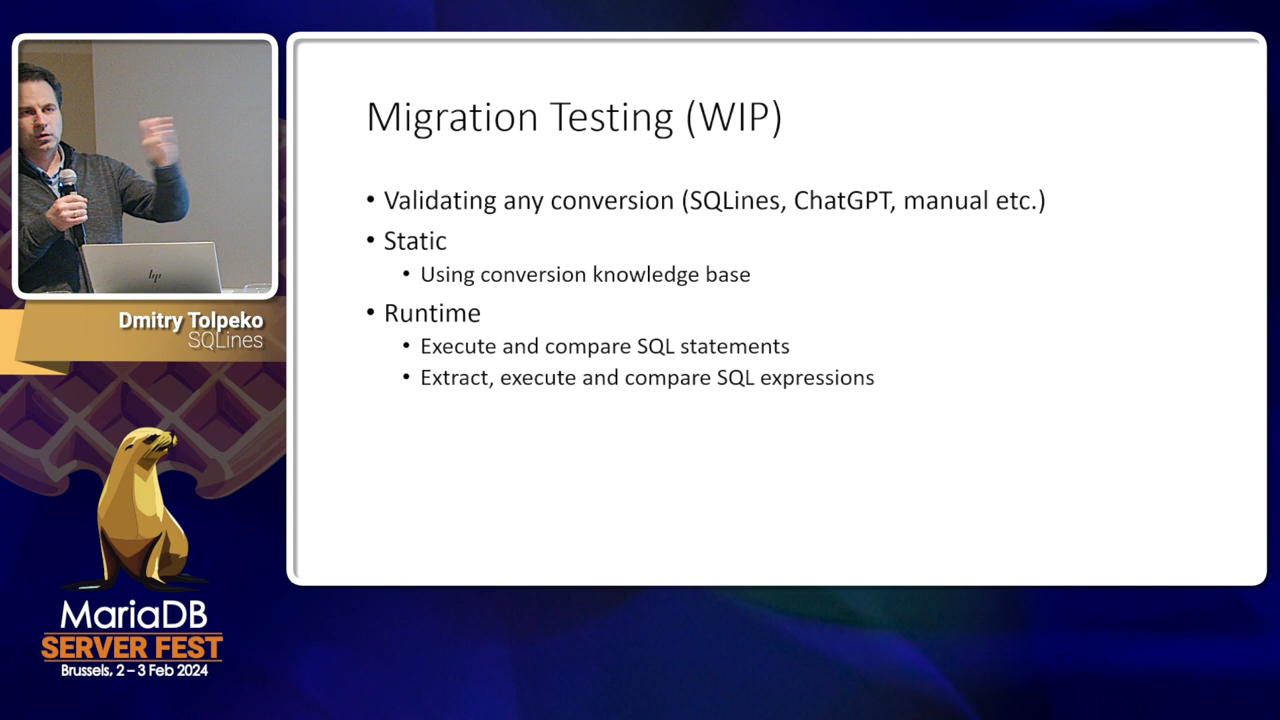 Migration Testing (WIP)
• Validating any conversion (SQLines, ChatGPT, manual etc.)
• Static
• Using conversion knowledge base
• Runtime
• Execute and compare SQL statements
• Extract, execute and compare SQL expressions
hp
Dmitry Tolpeko
SQLines
MariaDB
SERVER FEST
Brussels, 2 – 3 Feb 2024